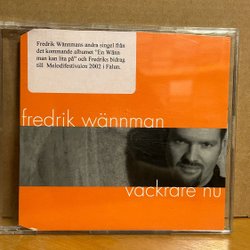 Fredrik Wännmans andra singel från
det kommande albumet "En Wänn
man kan lita på" och Fredriks bidrag
till Melodifestivalen 2002 i Falun.
fredrik wännman
vackrare nu